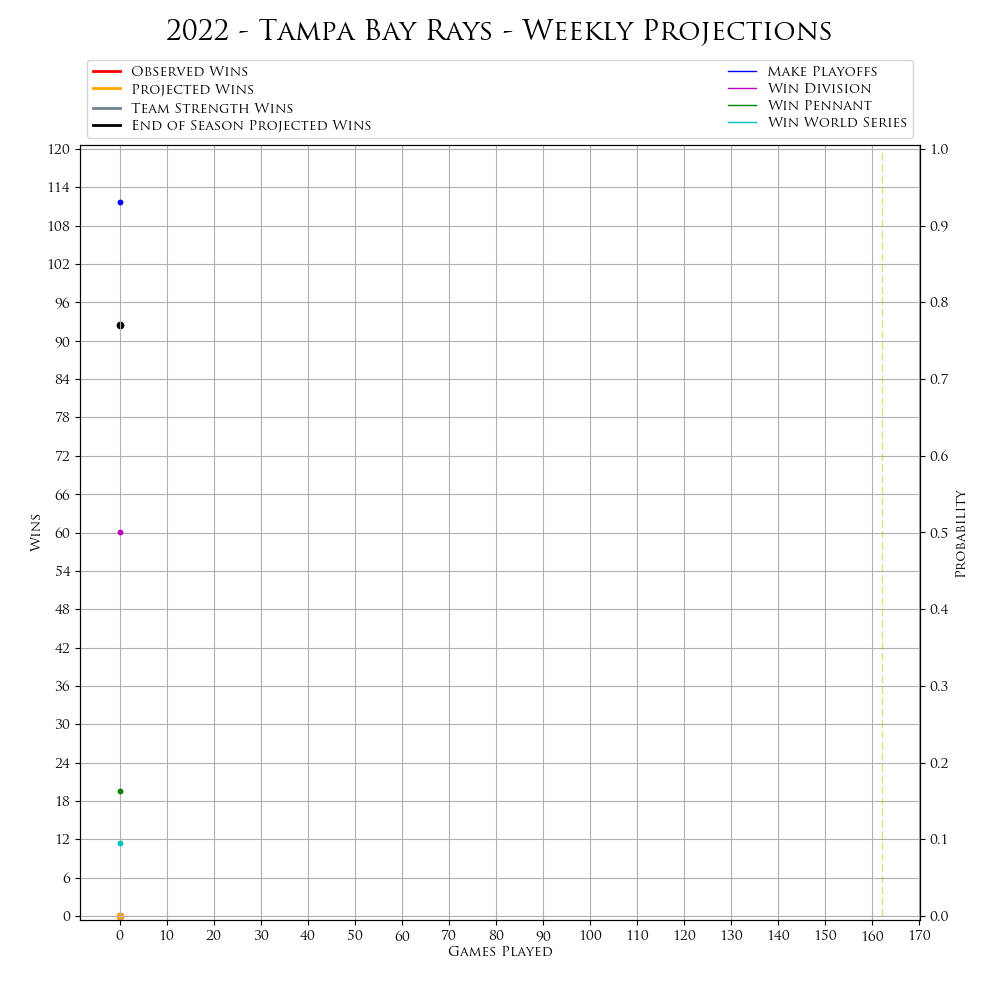 2022 - Tampa Bay Rays - Weekly Projections
Observed Wins
Projected Wins
Team Strength Wins
End of Season Projected Wins
Make Playoffs
Win Division
Win Pennant
Win World Series
120
114
108
102
96
90
84
78
72
66
60
54
48
42
36
30
24
18
12
6
0
Wins
1.0
0.9
0.8
0.7
0.6
0.5
0.4
0.3
0.2
0.1
0.0
Probability
0 10 20 30 40 50 60 70 80 90 100 110 120 130 140 150 160 170
Games Played